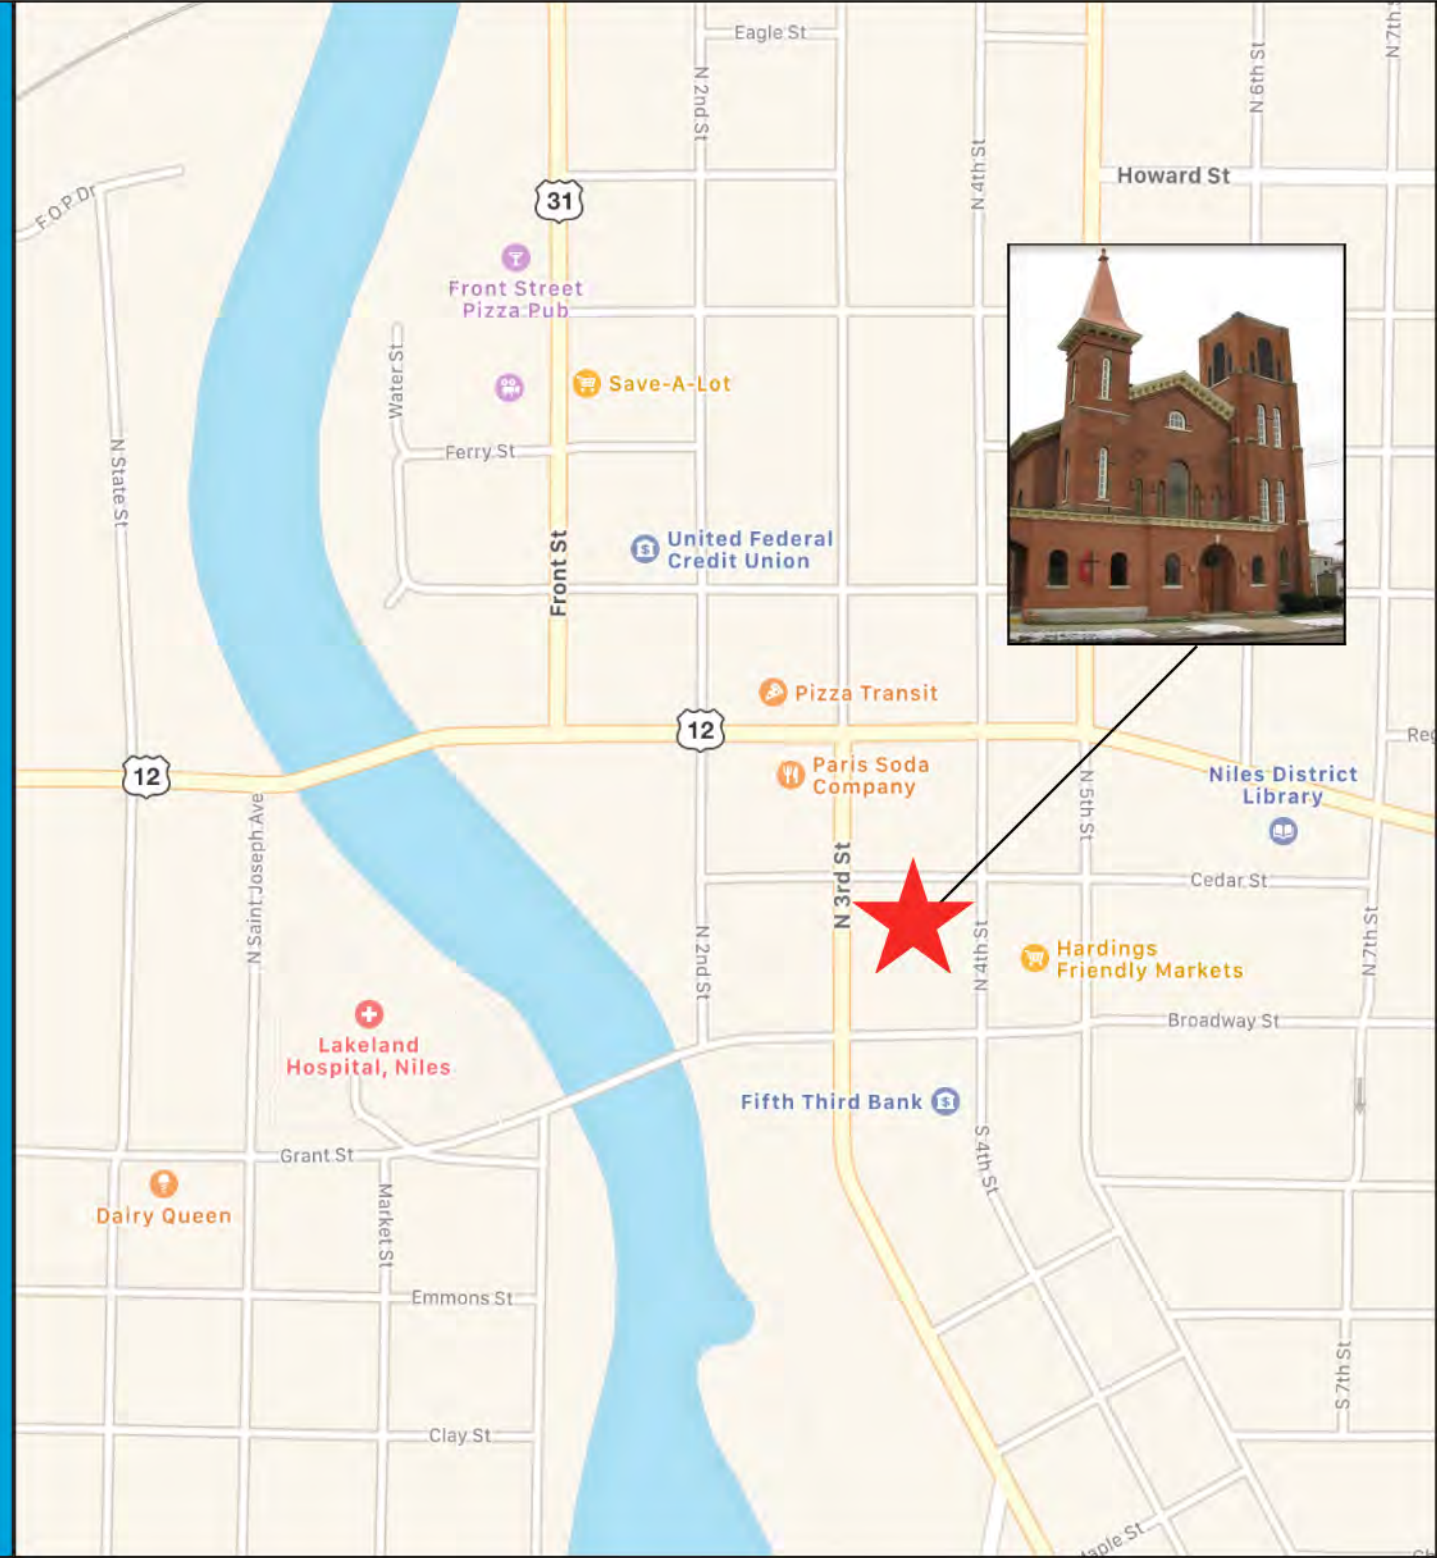 Eagle St
N 2nd St
N 6th St
N 7th
N 4th St
Howard St
F.O.P. Dr
31
Front Street
Pizza Pub
Water St
Save-A-Lot
Ferry St
N State St
United Federal
Credit Union
Front St
Pizza Transit
12
12
Paris Soda
Company
Niles District
Library
N 5th St
N Saint Joseph Ave
N 3rd St
Cedar St
N 2nd St
N 4th St
Hardings
Friendly Markets
N 7th St
Broadway St
Lakeland
Hospital, Niles
Fifth Third Bank
Grant St
S 4th St
Dairy Queen
Market St
Emmons St
S 7th St
Clay St
aple St